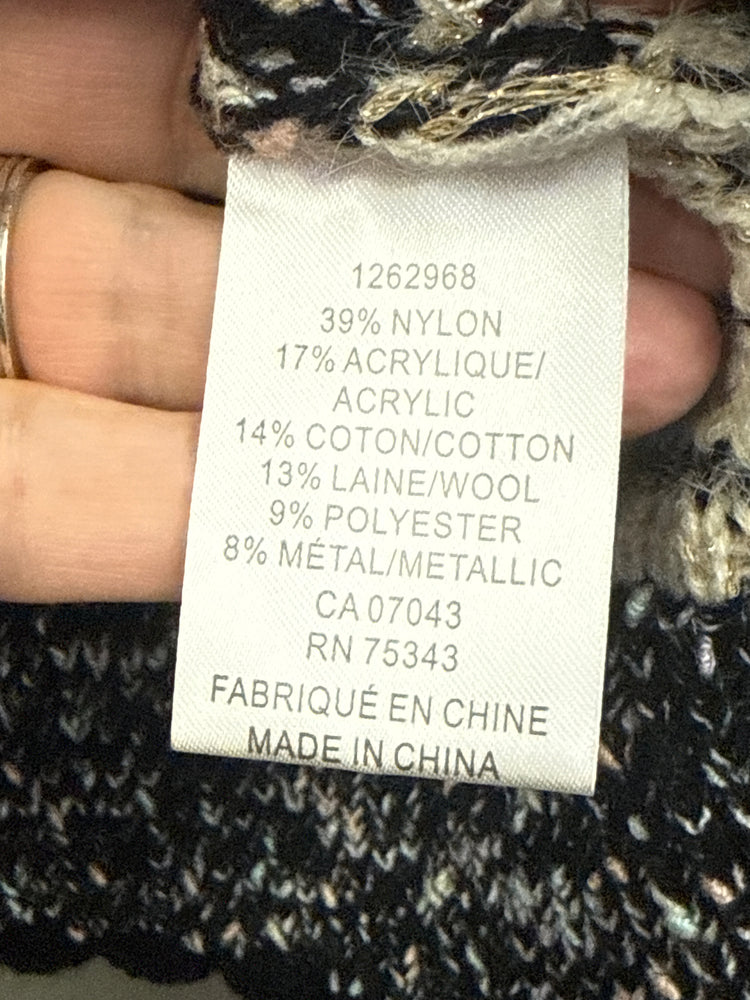 1262968
39% NYLON
17% ACRYLIQUE/
ACRYLIC
14% COTON/COTTON
13% LAINE/WOOL
9% POLYESTER
8% MÉTAL/METALLIC
CA 07043
RN 75343
FABRIQUÉ EN CHINE
MADE IN CHINA